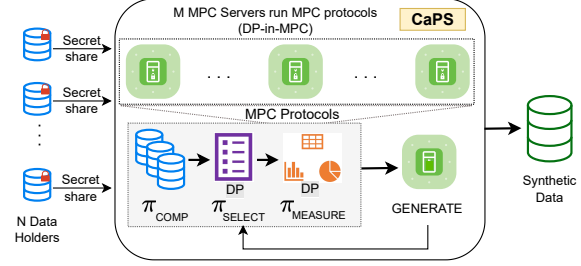 M MPC Servers run MPC protocols
(DP-in-MPC)
CaPS
Secret
share
. . .
. . .
Secret
share
MPC Protocols
Secret
share
DP
DP
π COMP
π SELECT
π MEASURE
GENERATE
N Data
Holders
Synthetic
Data